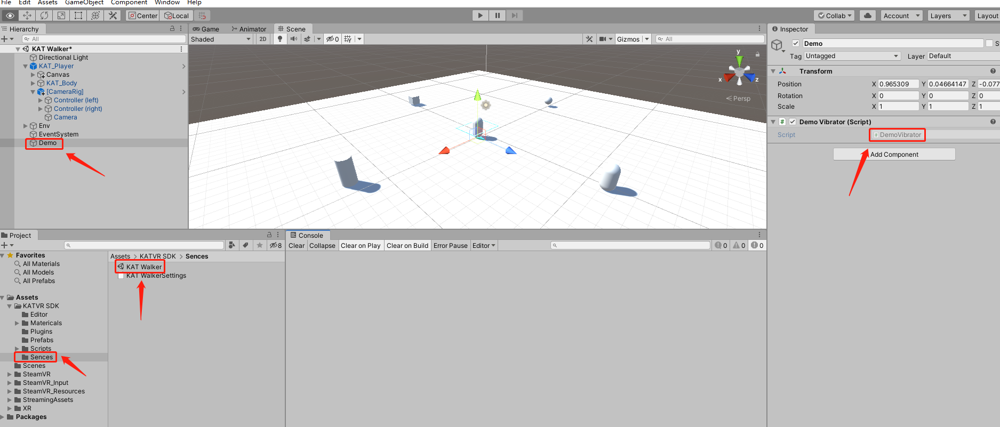 File Edit Assets GameObject Component Window Help
Center Local Collab Account Layers Layout
Hierarchy
All
KAT Walker*
Directional Light
KAT_Player
Canvas
KAT_Body
[CameraRig]
Controller (left)
Controller (right)
Camera
Env
EventSystem
Demo
Game Animator Scene
Shaded 2D 0 Gizmos All
y
x z
Persp
Inspector
Demo S
Tag Untagged Layer Default
Transform
Position X 0.965309 Y 0.04664147 Z -0.077
Rotation X 0 Y 0 Z 0
Scale X 1 Y 1 Z 1
# Demo Vibrator (Script)
Script DemoVibrator
Add Component
Project
8
Favorites
All Materials
All Models
All Prefabs
Assets
KATVR SDK
Editor
Matericals
Plugins
Prefabs
Scripts
Sences
Scenes
SteamVR
SteamVR_Input
SteamVR_Resources
StreamingAssets
XR
Packages
Assets > KATVR SDK > Sences
KAT Walker
KAT WalkerSettings
Console
Clear Collapse Clear on Play Clear on Build Error Pause Editor 0 0 0